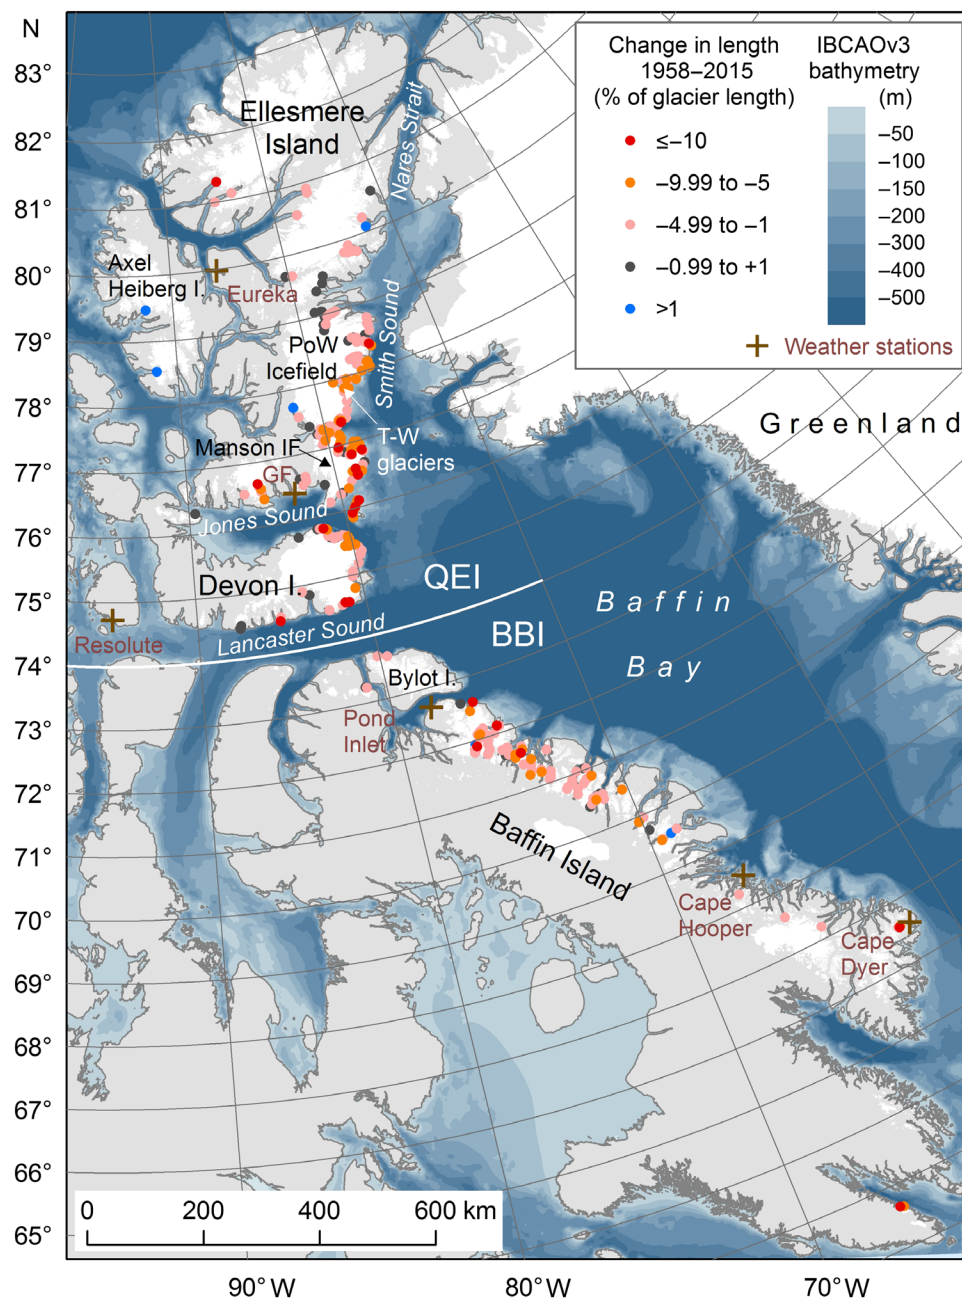 N
83°
82°
81°
80°
79°
78°
77°
76°
75°
74°
73°
72°
71°
70°
69°
68°
67°
66°
65°
90°W
80°W
70°W
Change in length
1958–2015
(% of glacier length)
≤–10
–9.99 to –5
–4.99 to –1
–0.99 to +1
>1
IBCAOv3
bathymetry
(m)
–50
–100
–150
–200
–300
–400
–500
Weather stations
Ellesmere
Island
Nares Strait
Axel
Heiberg I.
Eureka
PoW
Icefield
Smith Sound
Greenland
T-W
glaciers
Manson IF
GF
Jones Sound
Devon I.
QEI
Baffin
Bay
Resolute
Lancaster Sound
BBI
Bylot I.
Pond
Inlet
Baffin Island
Cape
Hooper
Cape
Dyer
0
200
400
600 km